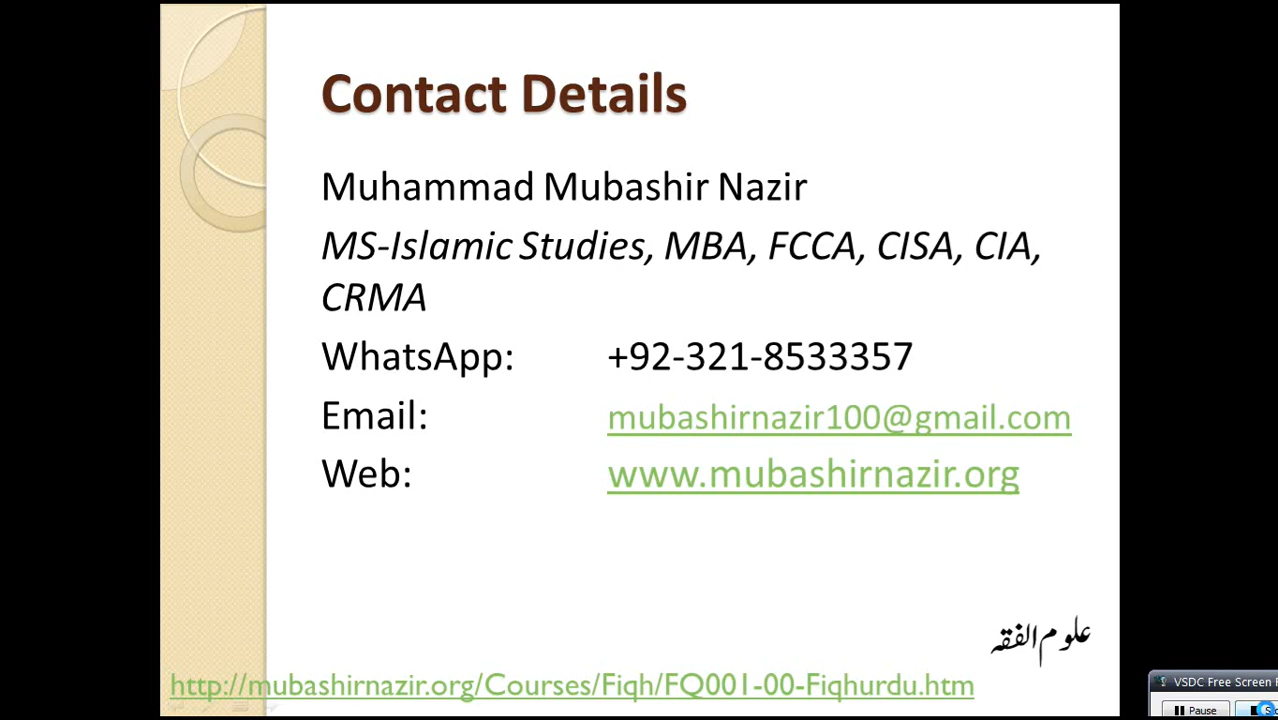 Contact Details
Muhammad Mubashir Nazir
MS-Islamic Studies, MBA, FCCA, CISA, CIA,
CRMA
WhatsApp: +92-321-8533357
Email: mubashirnazir100@gmail.com
Web: www.mubashirnazir.org
علوم الفقہ
http://mubashirnazir.org/Courses/Fiqh/FQ001-00-Fiqhurdu.htm
VSDC Free Screen
Pause